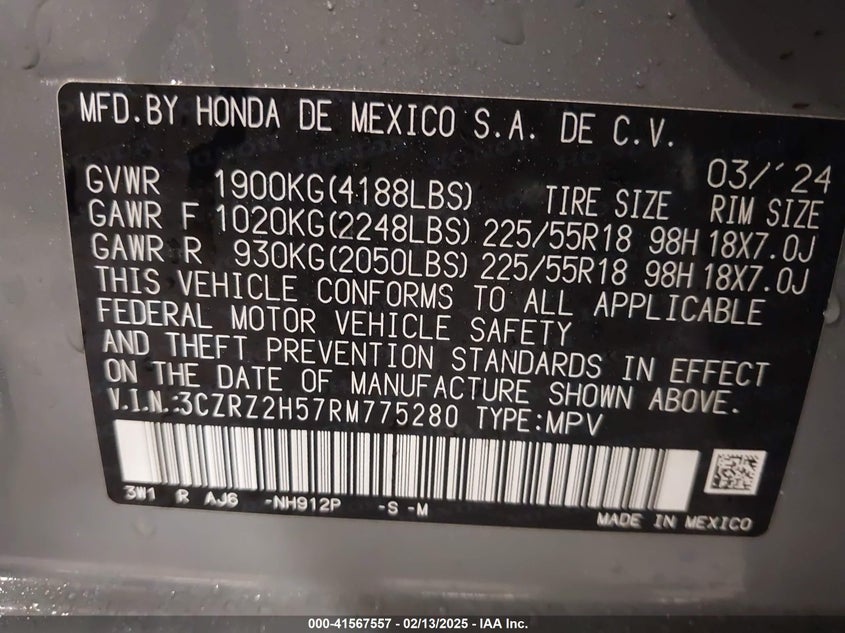 MFD.BY HONDA DE MEXICO S.A. DE C.V.
03/'24
GVWR 1900KG(4188LBS) TIRE SIZE RIM SIZE
GAWR F 1020KG(2248LBS) 225/55R18 98H 18X7.0J
GAWR R 930KG(2050LBS) 225/55R18 98H 18X7.0J
THIS VEHICLE CONFORMS TO ALL APPLICABLE
FEDERAL MOTOR VEHICLE SAFETY
AND THEFT PREVENTION STANDARDS IN EFFECT
ON THE DATE OF MANUFACTURE SHOWN ABOVE.
V.I.N.:3CZRZ2H57RM775280 TYPE:MPV
3W1 R AJ6 -NH912P -S -M
MADE IN MEXICO
000-41567557 - 02/13/2025 - IAA Inc.